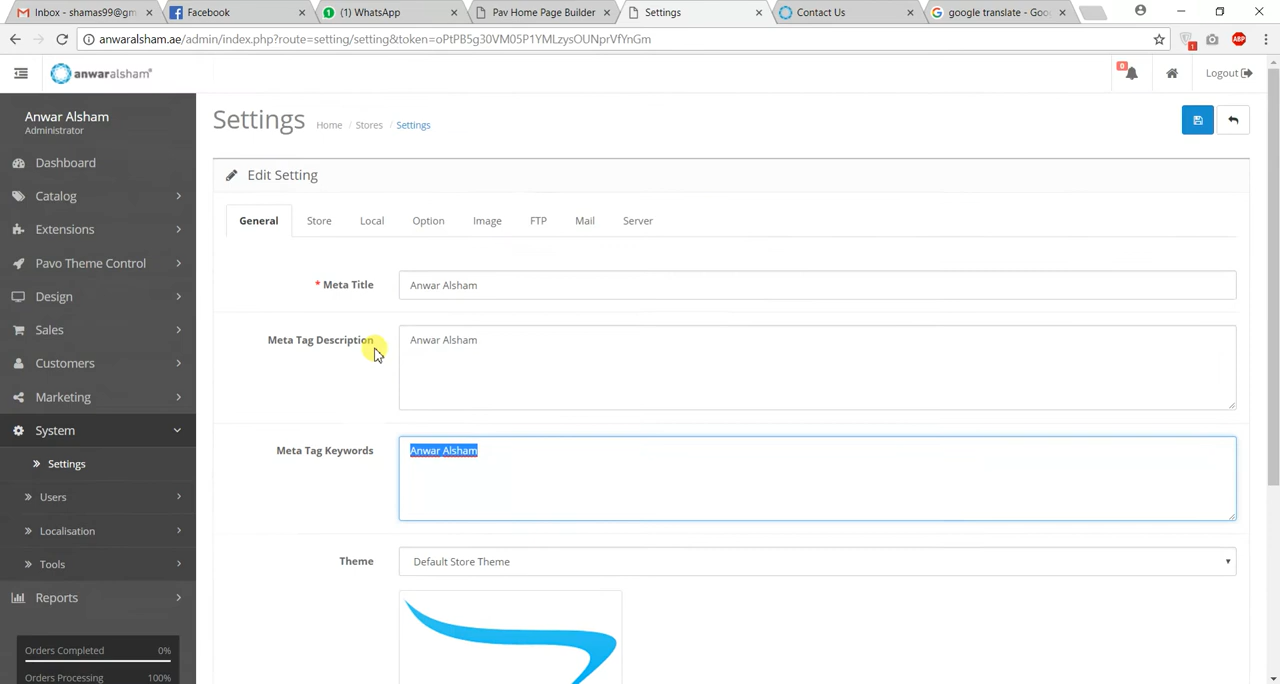 Inbox - shamas99@gm
Facebook
(1) WhatsApp
Pav Home Page Builder
Settings
Contact Us
google translate - Goo
anwaralsham.ae/admin/index.php?route=setting/setting&token=oPtPB5g30VM05P1YMLzysOUNprVfYnGm
1
ABP
anwaralsham®
0
Logout
Anwar Alsham
Administrator
Dashboard
Catalog
Extensions
Pavo Theme Control
Design
Sales
Customers
Marketing
System
Settings
Users
Localisation
Tools
Reports
Orders Completed 0%
Orders Processing 100%
Settings
Home / Stores / Settings
Edit Setting
General Store Local Option Image FTP Mail Server
* Meta Title Anwar Alsham
Meta Tag Description Anwar Alsham
Meta Tag Keywords Anwar Alsham
Theme Default Store Theme